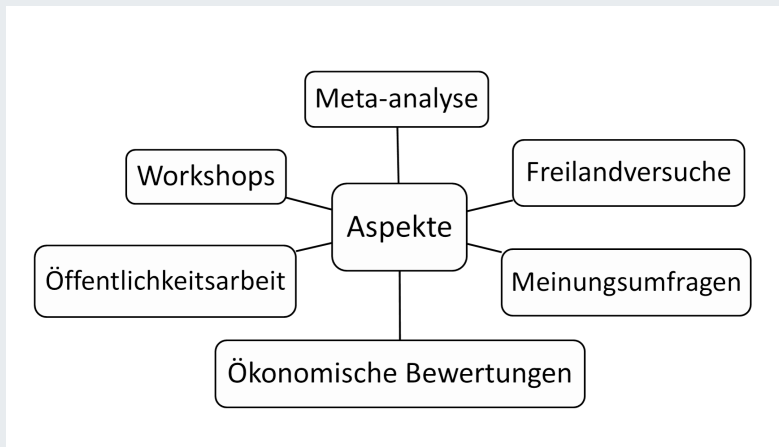 Meta-analyse
Workshops
Freilandversuche
Aspekte
Öffentlichkeitsarbeit
Meinungsumfragen
Ökonomische Bewertungen